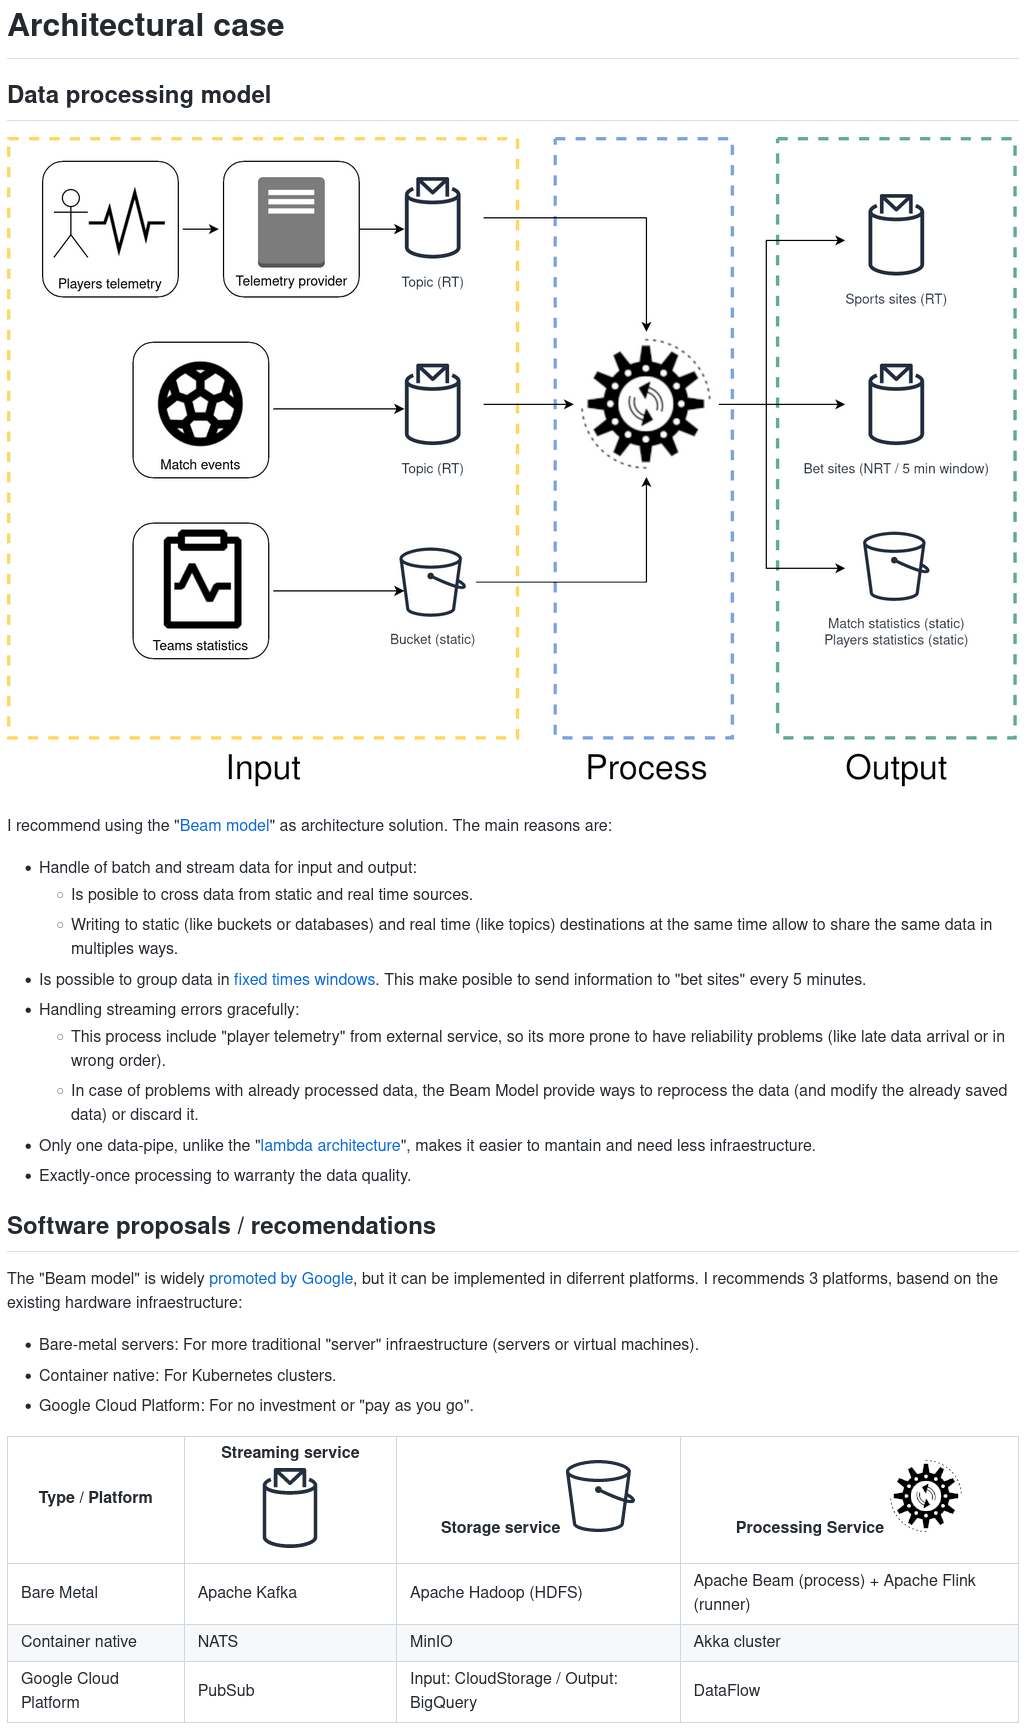 Architectural case
Data processing model
Players telemetry
Telemetry provider
Topic (RT)
Sports sites (RT)
Match events
Topic (RT)
Bet sites (NRT / 5 min window)
Teams statistics
Bucket (static)
Match statistics (static)
Players statistics (static)
Input
Process
Output
I recommend using the "Beam model" as architecture solution. The main reasons are:
• Handle of batch and stream data for input and output:
○ Is posible to cross data from static and real time sources.
○ Writing to static (like buckets or databases) and real time (like topics) destinations at the same time allow to share the same data in
multiples ways.
• Is possible to group data in fixed times windows. This make posible to send information to "bet sites" every 5 minutes.
• Handling streaming errors gracefully:
○ This process include "player telemetry" from external service, so its more prone to have reliability problems (like late data arrival or in
wrong order).
○ In case of problems with already processed data, the Beam Model provide ways to reprocess the data (and modify the already saved
data) or discard it.
• Only one data-pipe, unlike the "lambda architecture", makes it easier to mantain and need less infraestructure.
• Exactly-once processing to warranty the data quality.
Software proposals / recomendations
The "Beam model" is widely promoted by Google, but it can be implemented in diferrent platforms. I recommends 3 platforms, basend on the
existing hardware infraestructure:
• Bare-metal servers: For more traditional "server" infraestructure (servers or virtual machines).
• Container native: For Kubernetes clusters.
• Google Cloud Platform: For no investment or "pay as you go".
Type / Platform
Streaming service
Storage service
Processing Service
Bare Metal
Apache Kafka
Apache Hadoop (HDFS)
Apache Beam (process) + Apache Flink
(runner)
Container native
NATS
MinIO
Akka cluster
Google Cloud
Platform
PubSub
Input: CloudStorage / Output:
BigQuery
DataFlow